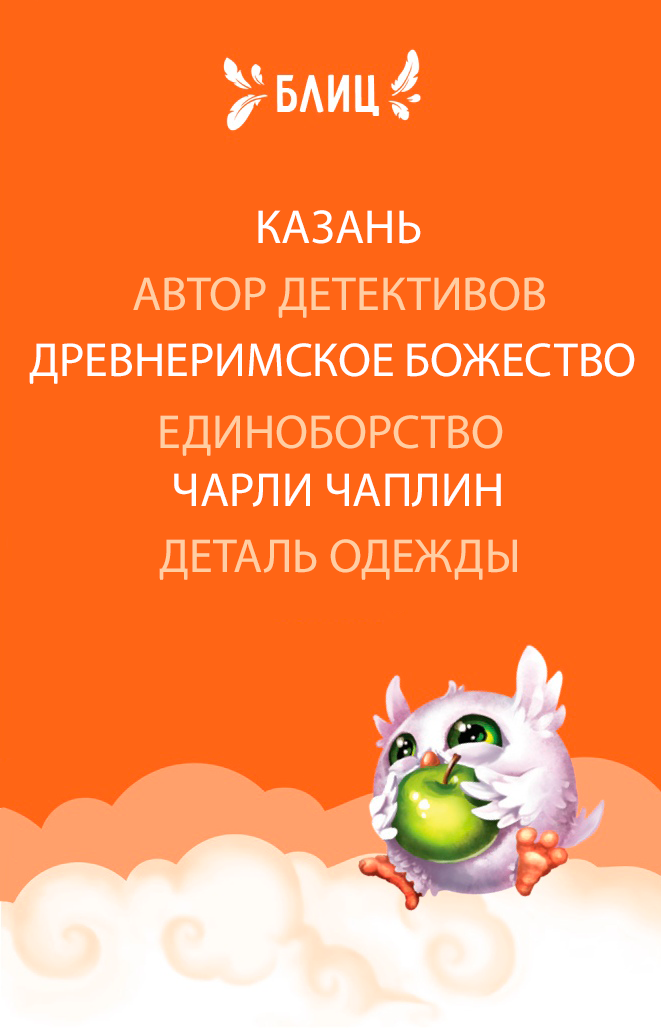 БЛИЦ
КАЗАНЬ
АВТОР ДЕТЕКТИВОВ
ДРЕВНЕРИМСКОЕ БОЖЕСТВО
ЕДИНОБОРСТВО
ЧАРЛИ ЧАПЛИН
ДЕТАЛЬ ОДЕЖДЫ